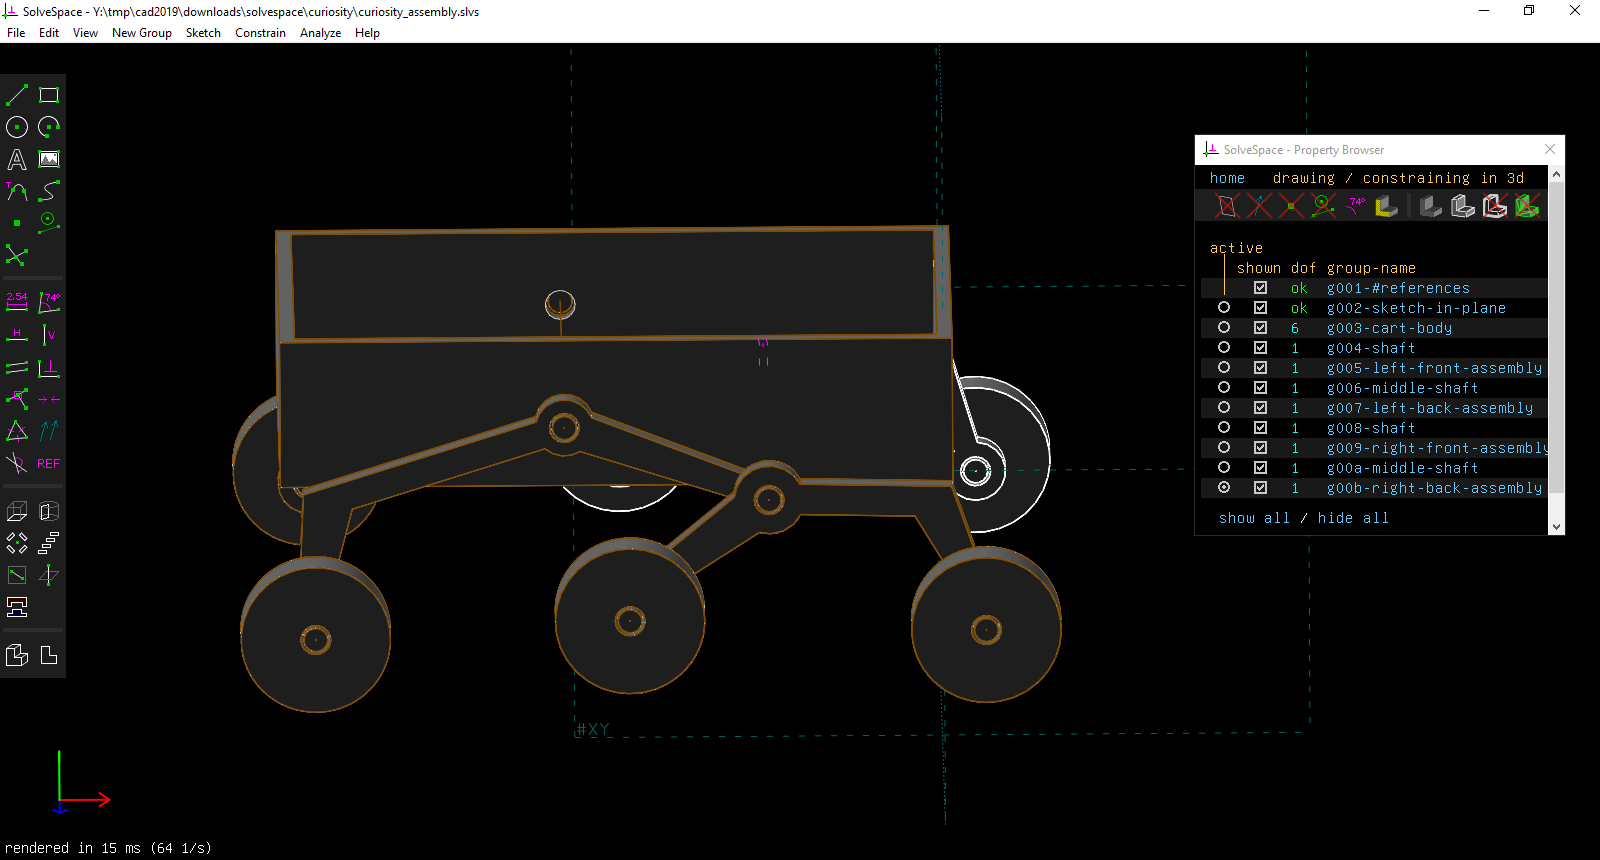 SolveSpace - Y:\tmp\cad2019\downloads\solvespace\curiosity\curiosity_assembly.slvs
File Edit View New Group Sketch Constrain Analyze Help
A
T
2.54 74°
H V
REF
SolveSpace - Property Browser
home drawing / constraining in 3d
74°
active
shown dof group-name
ok g001-#references
ok g002-sketch-in-plane
6 g003-cart-body
1 g004-shaft
1 g005-left-front-assembly
1 g006-middle-shaft
1 g007-left-back-assembly
1 g008-shaft
1 g009-right-front-assembly
1 g00a-middle-shaft
1 g00b-right-back-assembly
show all / hide all
#XY
rendered in 15 ms (64 1/s)